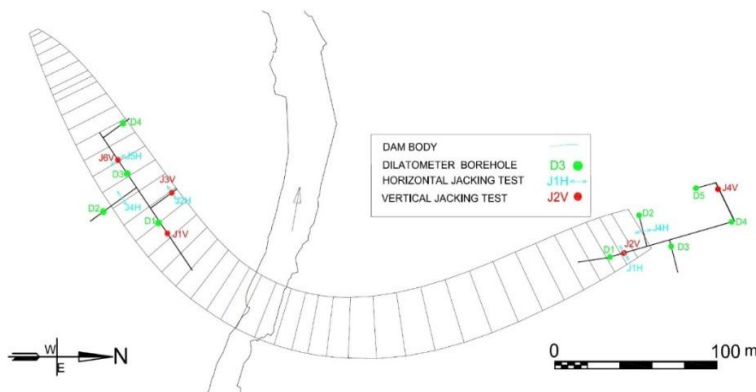 D4
J6V
J5H
D3
J3V
J2H
J4H
D2
D1
J1V
DAM BODY
DILATOMETER BOREHOLE D3
HORIZONTAL JACKING TEST J1H
VERTICAL JACKING TEST J2V
D5
J4V
D2
J4H
D4
D1
J2V
D3
J1H
W
E
N
0 100 m